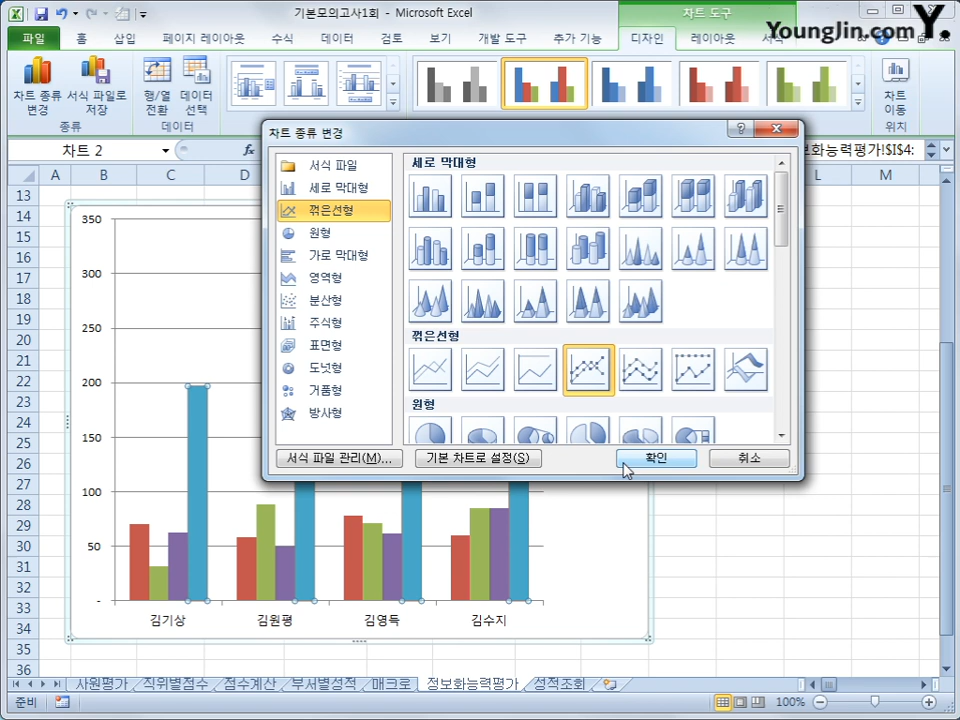 기본모의고사1회 - Microsoft Excel
차트 도구
Younglin.com Y.
파일 홈 삽입 페이지 레이아웃 수식 데이터 검토 보기 개발 도구 추가 기능 디자인 레이아웃 서식
차트 종류 변경
서식 파일로 저장
행/열 전환
데이터 선택
차트 이동
종류
데이터
위치
차트 2
fx
보화능력평가!$I$4:
A B C D L M
차트 종류 변경
서식 파일
세로 막대형
꺾은선형
원형
가로 막대형
영역형
분산형
주식형
표면형
도넛형
거품형
방사형
세로 막대형
꺾은선형
원형
서식 파일 관리(M)...
기본 차트로 설정(S)
확인
취소
13
14
15
16
17
18
19
20
21
22
23
24
25
26
27
28
29
30
31
32
33
34
35
36
350
300
250
200
150
100
50
-
김기상 김원평 김영득 김수지
사원평가 직위별점수 점수계산 부서별성적 매크로 정보화능력평가 성적조회
준비
100%